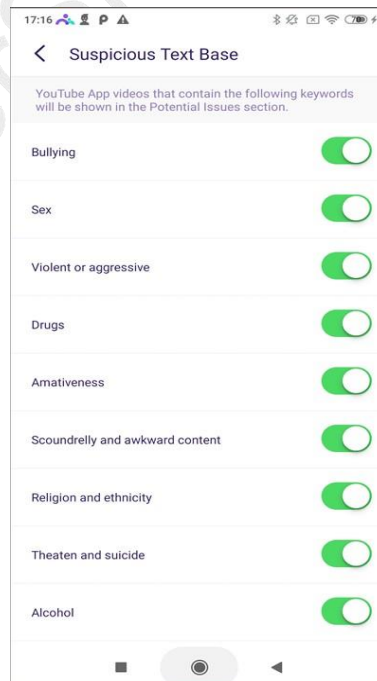 17:16
Suspicious Text Base
YouTube App videos that contain the following keywords
will be shown in the Potential Issues section.
Bullying
Sex
Violent or aggressive
Drugs
Amativeness
Scoundrelly and awkward content
Religion and ethnicity
Theaten and suicide
Alcohol